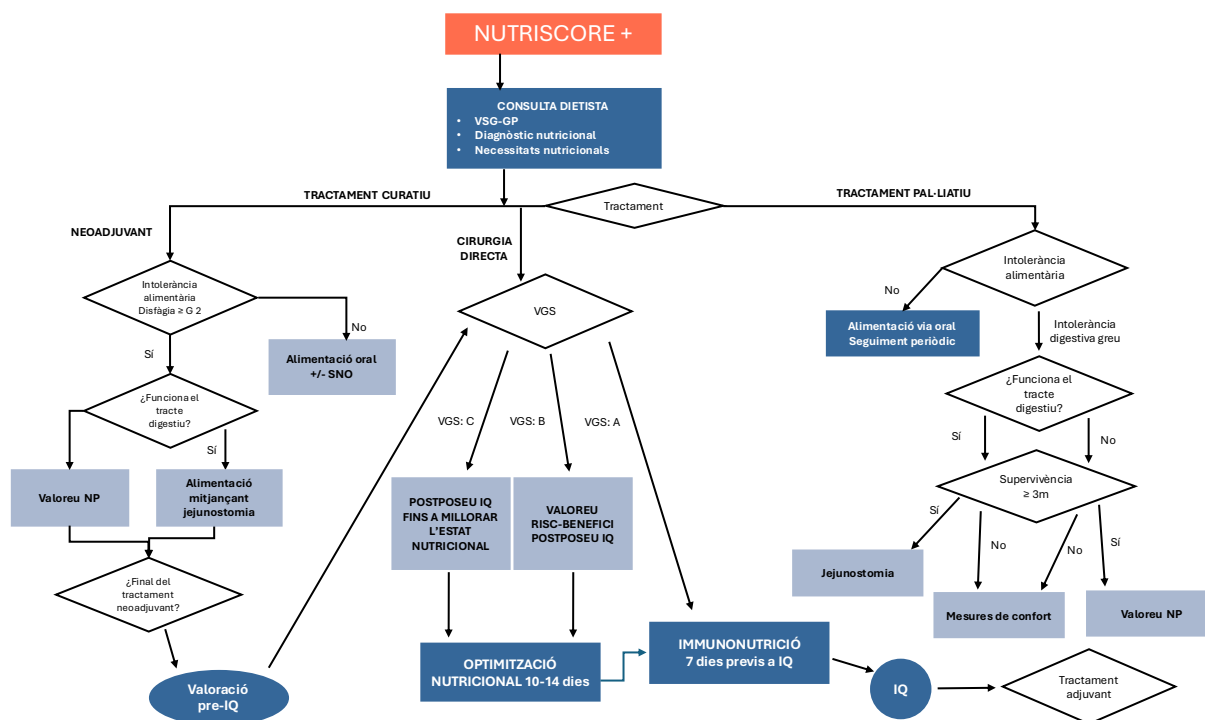 NUTRISCORE +
CONSULTA DIETISTA
• VSG-GP
• Diagnòstic nutricional
• Necessitats nutricionals
TRACTAMENT CURATIU
Tractament
TRACTAMENT PAL·LIATIU
NEOADJUVANT
CIRURGIA
DIRECTA
Intolerància
alimentària
Disfàgia ≥ G 2
No
Alimentació oral
+/- SNO
Sí
¿Funciona el
tracte
digestiu?
Sí
Valoreu NP
Alimentació
mitjançant
jejunostomia
¿Final del
tractament
neoadjuvant?
Valoració
pre-IQ
VGS
VGS: C
VGS: B
VGS: A
POSTPOSEU IQ
FINS A MILLORAR
L'ESTAT
NUTRICIONAL
VALOREU
RISC-BENEFICI
POSTPOSEU IQ
OPTIMITZACIÓ
NUTRICIONAL 10-14 dies
IMMUNONUTRICIÓ
7 dies previs a IQ
IQ
Tractament
adjuvant
Intolerància
alimentària
No
Alimentació via oral
Seguiment periòdic
Intolerància
digestiva greu
¿Funciona el
tracte
digestiu?
Sí
No
Supervivència
≥ 3m
Sí
No
No
Sí
Jejunostomia
Mesures de confort
Valoreu NP